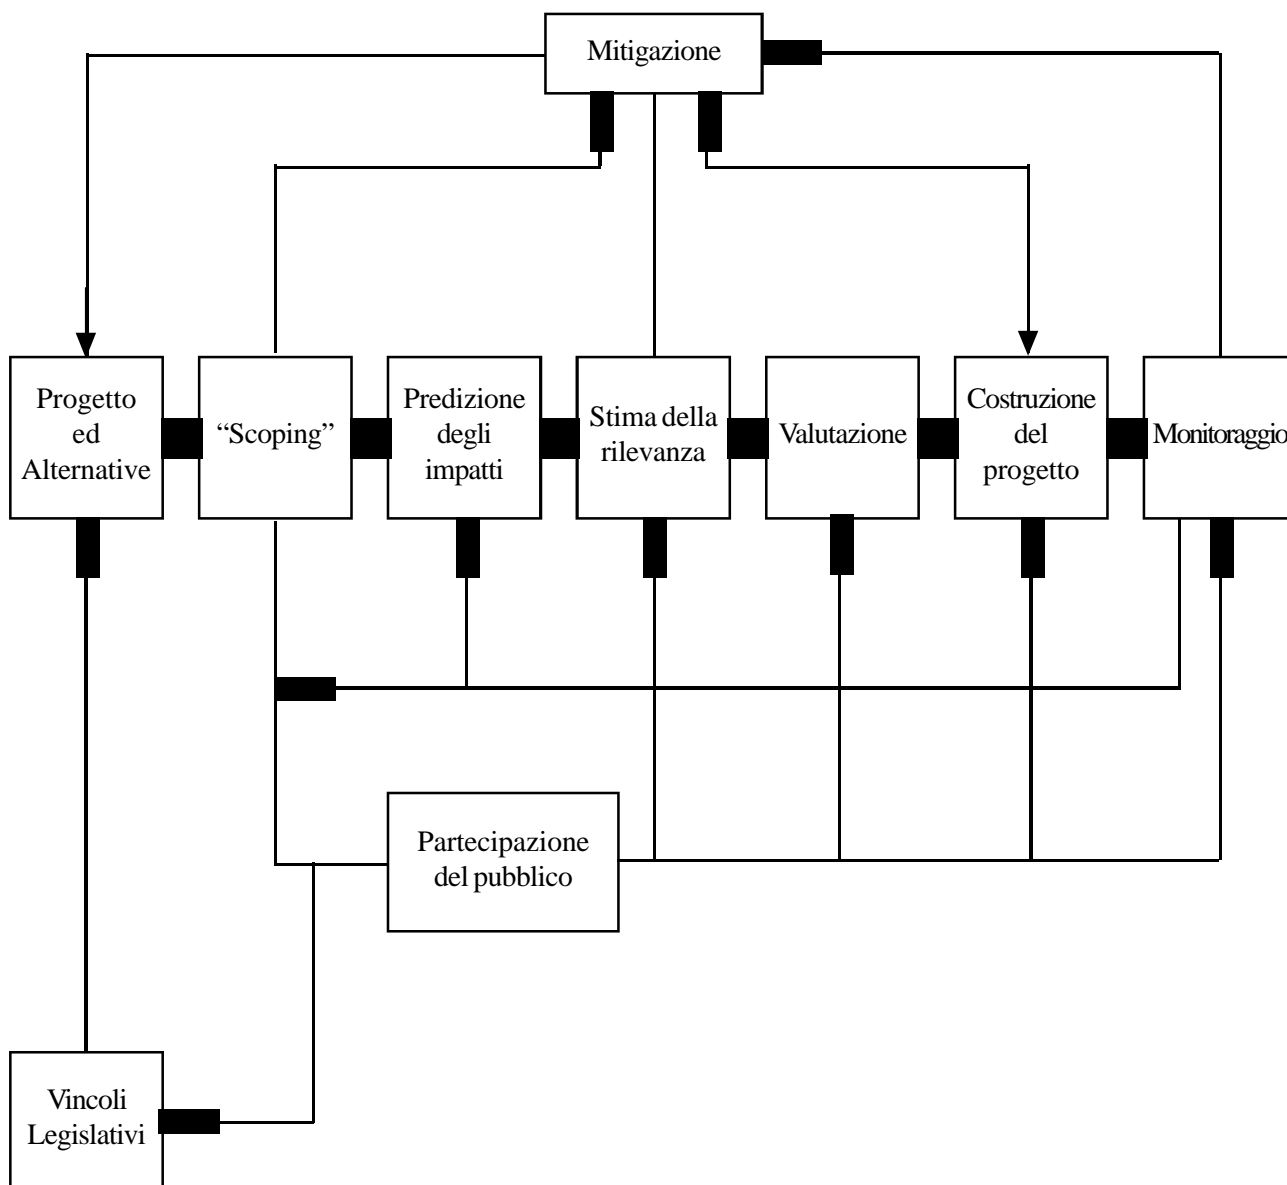 Mitigazione
Progetto
ed
Alternative
“Scoping”
Predizione
degli
impatti
Stima della
rilevanza
Valutazione
Costruzione
del
progetto
Monitoraggio
Partecipazione
del pubblico
Vincoli
Legislativi